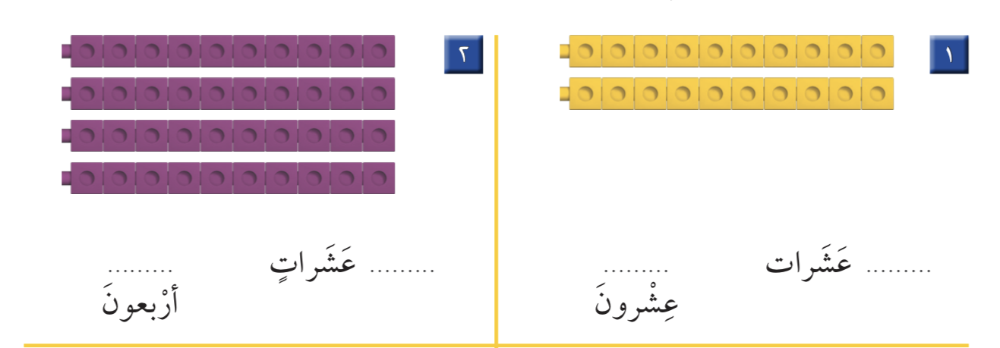 ١
......... عَشَرات .........
عِشْرونَ
٢
......... عَشَراتٍ .........
أرْبعونَ